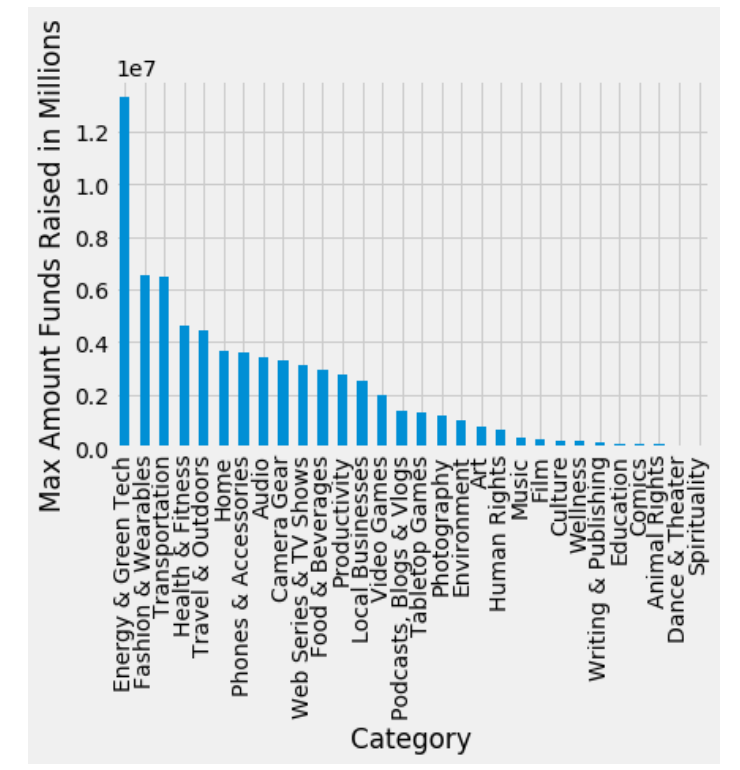 Max Amount Funds Raised in Millions
1e7
1.2
1.0
0.8
0.6
0.4
0.2
0.0
Energy & Green Tech
Fashion & Wearables
Transportation
Health & Fitness
Travel & Outdoors
Home
Phones & Accessories
Audio
Camera Gear
Web Series & TV Shows
Food & Beverages
Productivity
Local Businesses
Video Games
Podcasts, Blogs & Vlogs
Tabletop Games
Photography
Environment
Art
Human Rights
Music
Film
Culture
Wellness
Writing & Publishing
Education
Comics
Animal Rights
Dance & Theater
Spirituality
Category